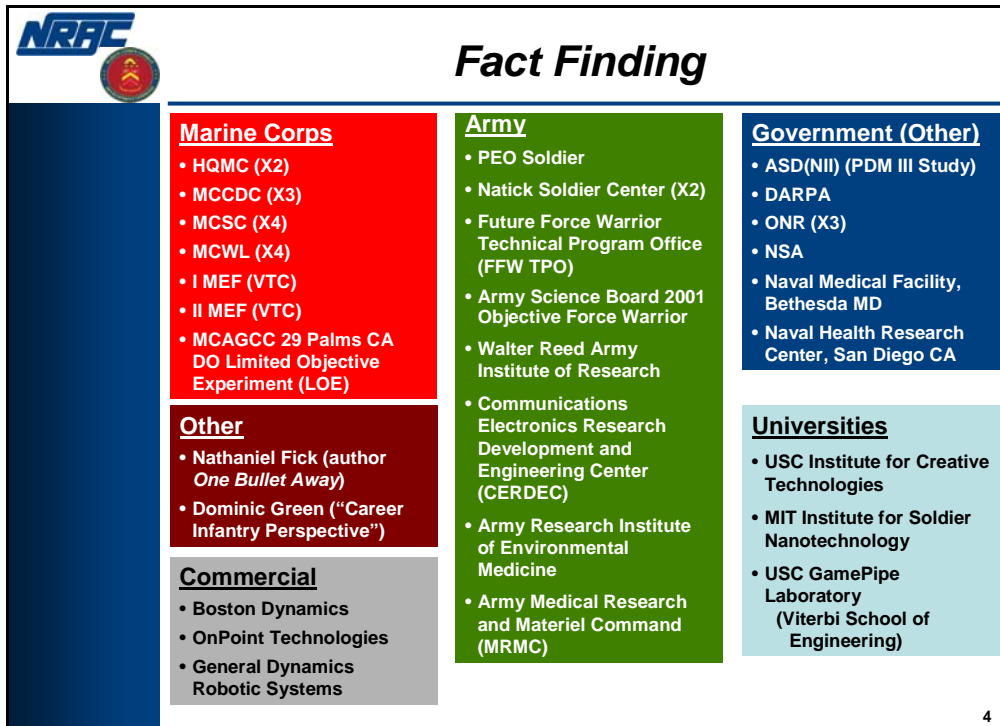 NRAC
Fact Finding
Marine Corps
• HQMC (X2)
• MCCDC (X3)
• MCSC (X4)
• MCWL (X4)
• I MEF (VTC)
• II MEF (VTC)
• MCAGCC 29 Palms CA
DO Limited Objective
Experiment (LOE)
Other
• Nathaniel Fick (author
One Bullet Away)
• Dominic Green (“Career
Infantry Perspective”)
Commercial
• Boston Dynamics
• OnPoint Technologies
• General Dynamics
Robotic Systems
Army
• PEO Soldier
• Natick Soldier Center (X2)
• Future Force Warrior
Technical Program Office
(FFW TPO)
• Army Science Board 2001
Objective Force Warrior
• Walter Reed Army
Institute of Research
• Communications
Electronics Research
Development and
Engineering Center
(CERDEC)
• Army Research Institute
of Environmental
Medicine
• Army Medical Research
and Materiel Command
(MRMC)
Government (Other)
• ASD(NII) (PDM III Study)
• DARPA
• ONR (X3)
• NSA
• Naval Medical Facility,
Bethesda MD
• Naval Health Research
Center, San Diego CA
Universities
• USC Institute for Creative
Technologies
• MIT Institute for Soldier
Nanotechnology
• USC GamePipe
Laboratory
(Viterbi School of
Engineering)
4